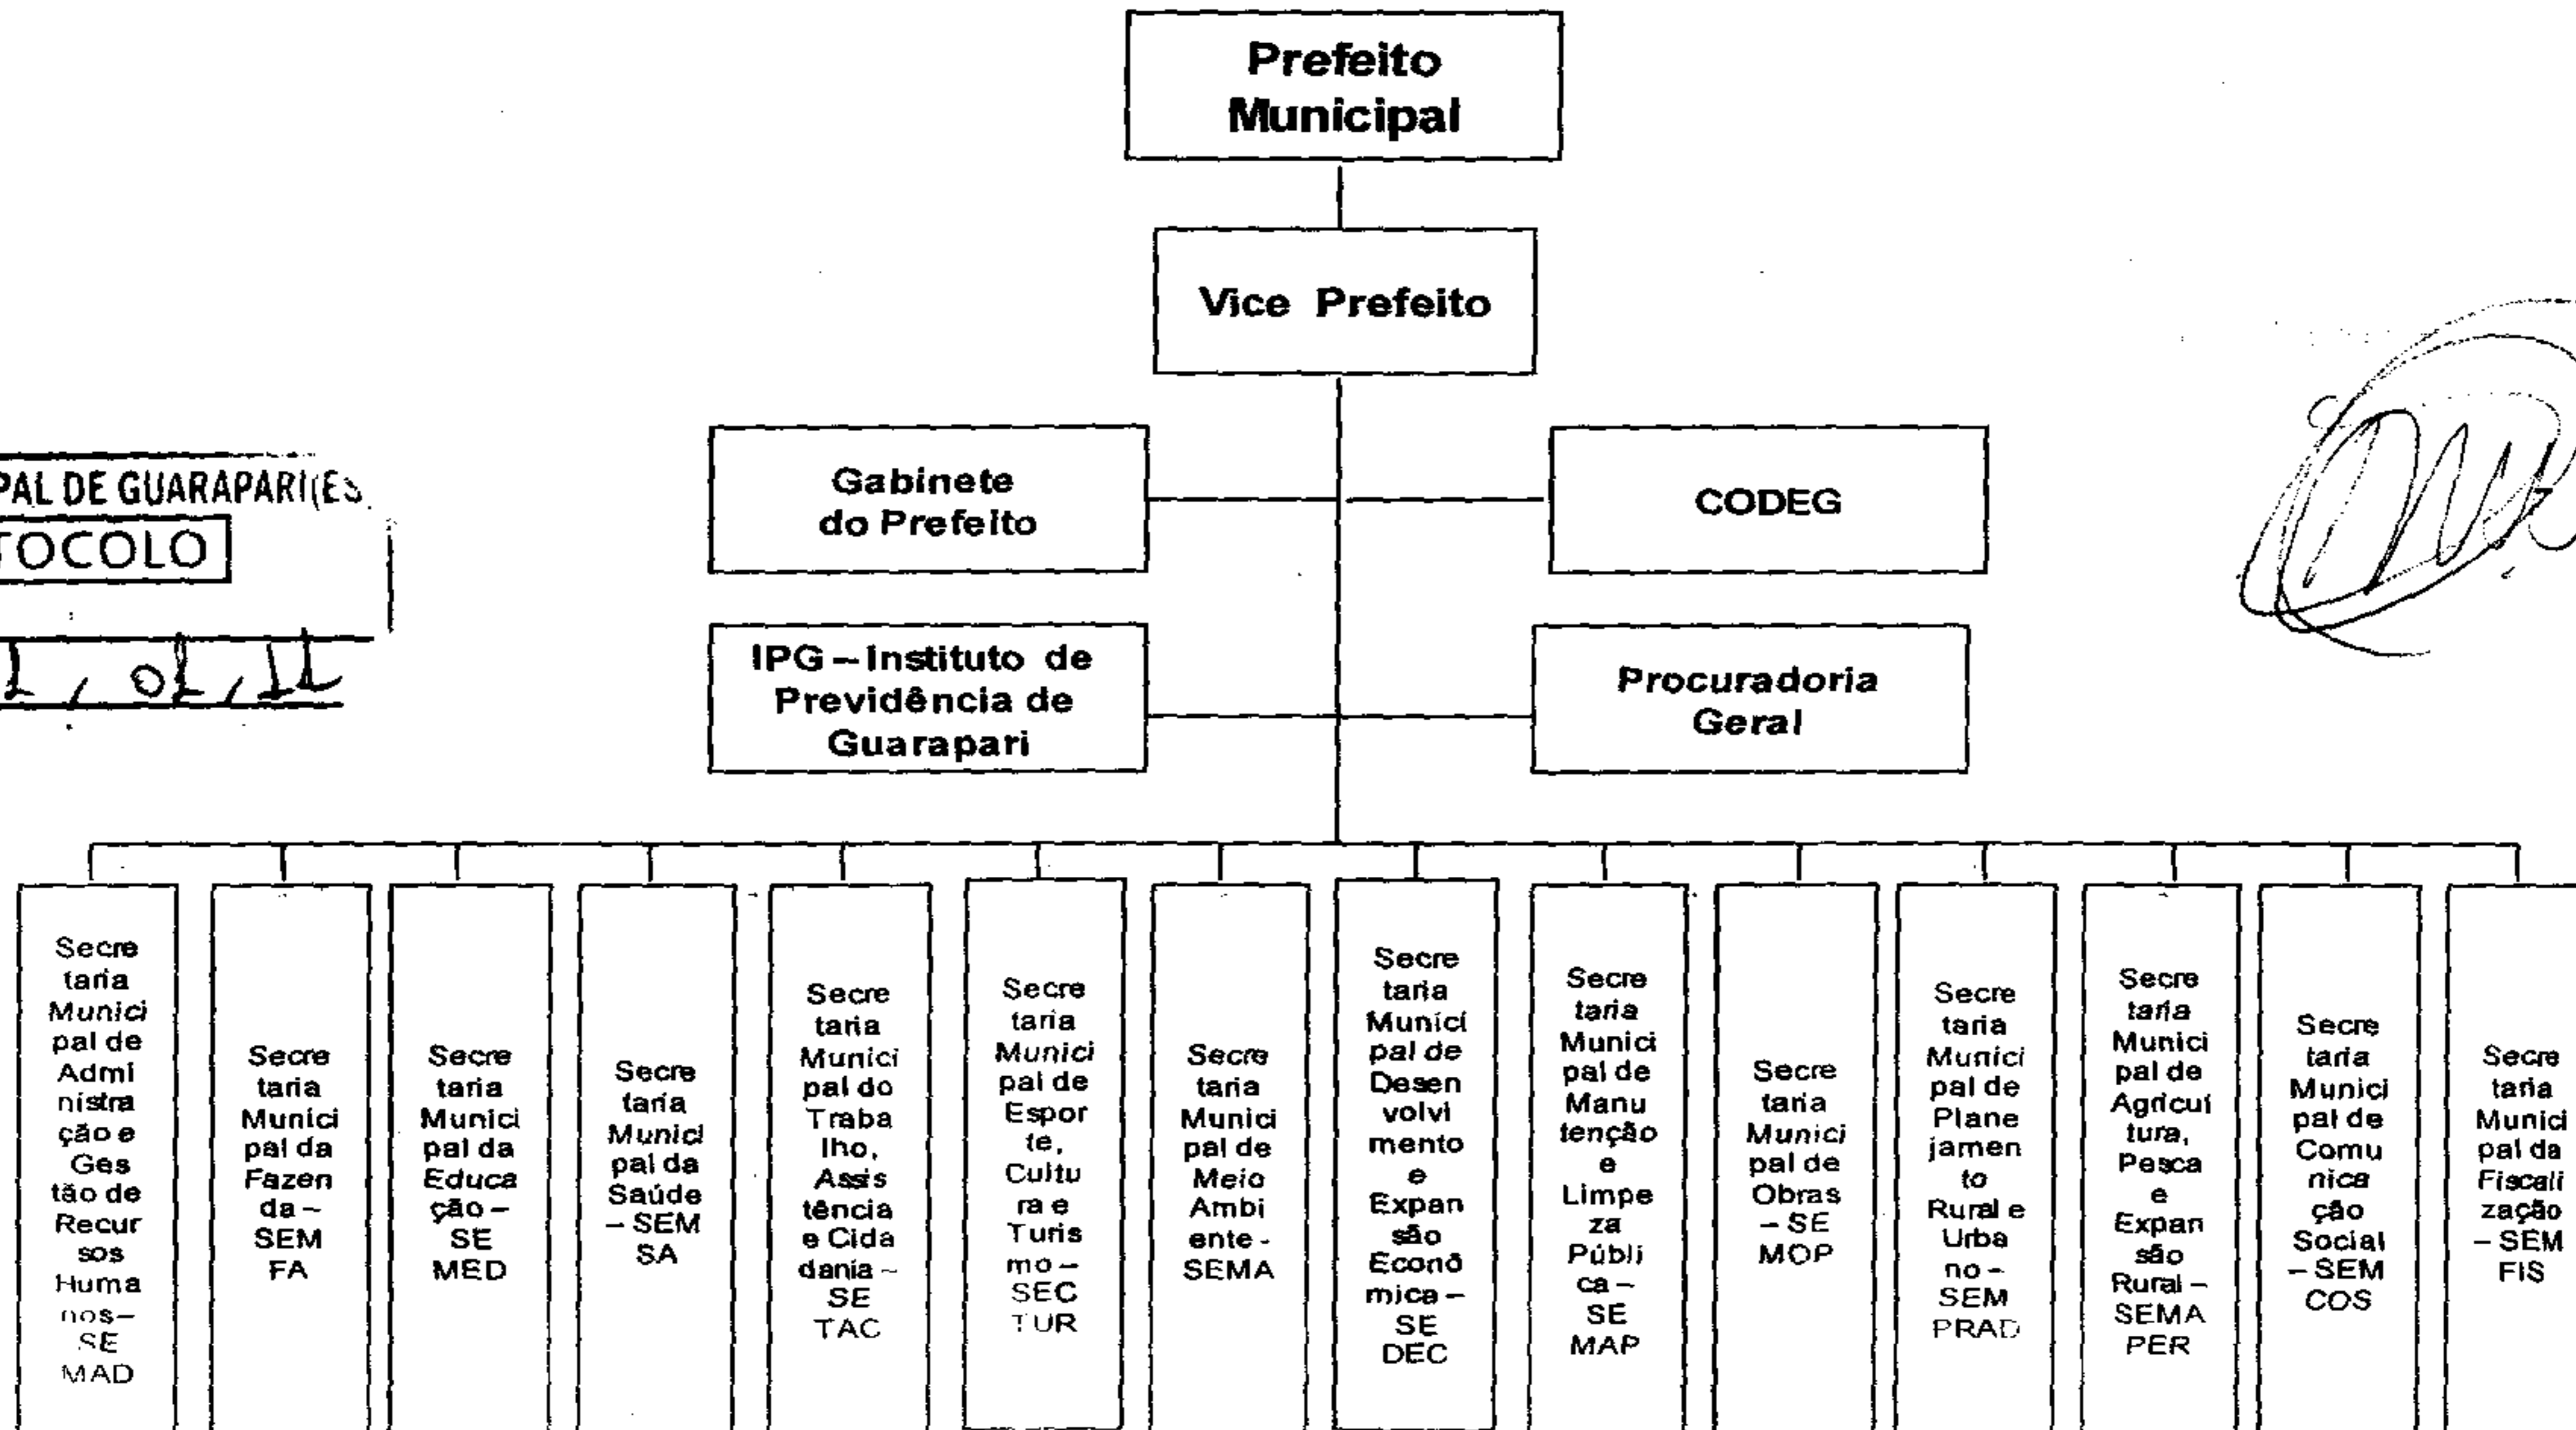 Prefeito
Municipal
Vice Prefeito
Gabinete
do Prefeito
CODEG
PAL DE GUARAPARI(ES
TOCOLO
IPG – Instituto de
Previdência de
Guarapari
Procuradoria
Geral
Secre
taria
Munici
pal de
Admi
nistra
ção e
Ges
tão de
Recur
sos
Huma
nos –
SE
MAD
Secre
taria
Munici
pal da
Fazen
da –
SEM
FA
Secre
taria
Munici
pal da
Educa
ção –
SE
MED
Secre
taria
Munici
pal da
Saúde
– SEM
SA
Secre
taria
Munici
pal do
Traba
lho,
Assis
tência
e Cida
dania –
SE
TAC
Secre
taria
Munici
pal de
Espor
te,
Cultu
ra e
Turis
mo –
SEC
TUR
Secre
taria
Munici
pal de
Meio
Ambi
ente -
SEMA
Secre
taria
Munici
pal de
Desen
volvi
mento
e
Expan
são
Econô
mica –
SE
DEC
Secre
taria
Munici
pal de
Manu
tenção
e
Limpe
za
Públi
ca –
SE
MAP
Secre
taria
Munici
pal de
Obras
– SE
MOP
Secre
taria
Munici
pal de
Plane
jamen
to
Rural e
Urba
no –
SEM
PRAD
Secre
taria
Munici
pal de
Agricul
tura,
Pesca
e
Expan
são
Rural –
SEMA
PER
Secre
taria
Munici
pal de
Comu
nica
ção
Social
– SEM
COS
Secre
taria
Munici
pal da
Fiscali
zação
– SEM
FIS